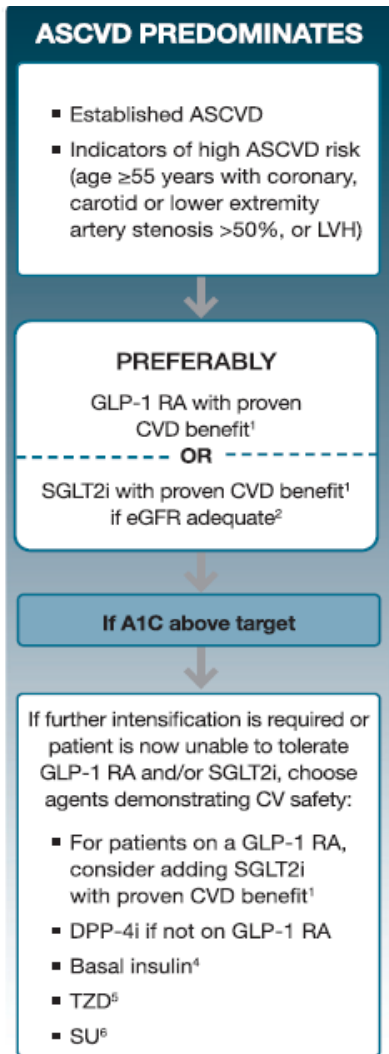 ASCVD PREDOMINATES
▪ Established ASCVD
▪ Indicators of high ASCVD risk
(age ≥55 years with coronary,
carotid or lower extremity
artery stenosis >50%, or LVH)
PREFERABLY
GLP-1 RA with proven
CVD benefit¹
OR
SGLT2i with proven CVD benefit¹
if eGFR adequate²
If A1C above target
If further intensification is required or
patient is now unable to tolerate
GLP-1 RA and/or SGLT2i, choose
agents demonstrating CV safety:
▪ For patients on a GLP-1 RA,
consider adding SGLT2i
with proven CVD benefit¹
▪ DPP-4i if not on GLP-1 RA
▪ Basal insulin⁴
▪ TZD⁵
▪ SU⁶